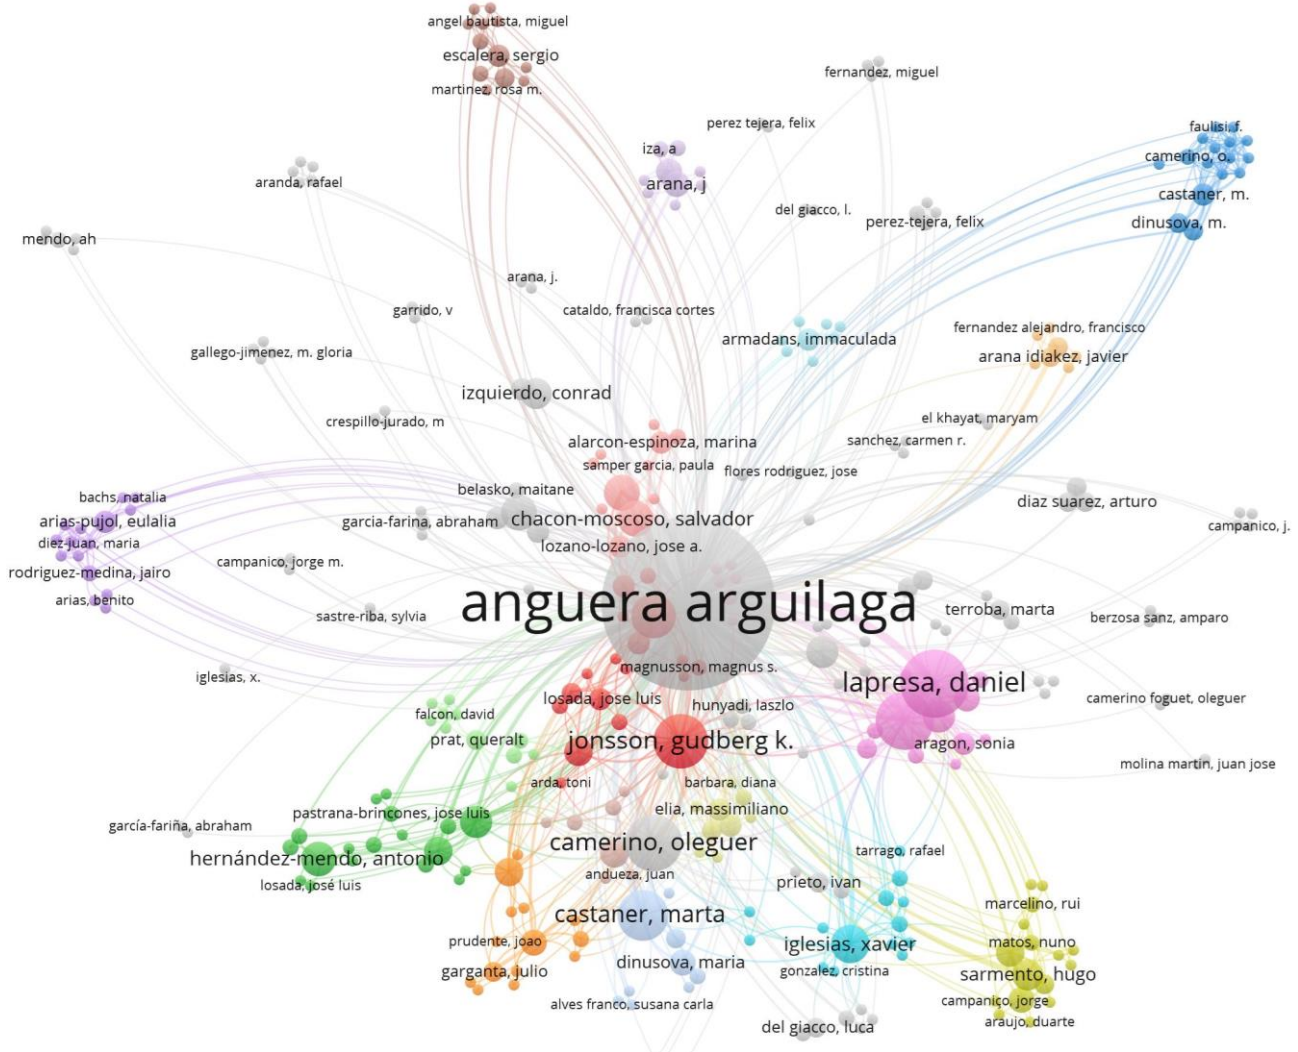 angel bautista, miguel
escalera, sergio
martinez, rosa m.
fernandez, miguel
perez tejera, felix
faulisi, f.
camerino, o.
iza, a
arana, j
aranda, rafael
castaner, m.
del giacco, l.
perez-tejera, felix
dinusova, m.
mendo, ah
arana, j.
garrido, v
cataldo, francisca cortes
fernandez alejandro, francisco
armadans, immaculada
arana idiakez, javier
gallego-jimenez, m. gloria
izquierdo, conrad
crespillo-jurado, m
el khayat, maryam
alarcon-espinoza, marina
sanchez, carmen r.
samper garcia, paula
flores rodriguez, jose
belasko, maitane
bachs, natalia
diaz suarez, arturo
arias-pujol, eulalia
garcia-farina, abraham
chacon-moscoso, salvador
campanico, j.
diez-juan, maria
lozano-lozano, jose a.
campanico, jorge m.
rodriguez-medina, jairo
arias, benito
anguera arguilaga
sastre-riba, sylvia
terroba, marta
berzosa sanz, amparo
magnusson, magnus s.
iglesias, x.
lapresa, daniel
losada, jose luis
hunyadi, laszlo
camerino foguet, oleguer
falcon, david
prat, queralt
jonsson, gudberg k.
aragon, sonia
molina martin, juan jose
arda, toni
barbara, diana
elia, massimiliano
pastrana-brincones, jose luis
garcía-fariña, abraham
camerino, oleguer
tarrago, rafael
hernández-mendo, antonio
andueza, juan
prieto, ivan
losada, josé luis
marcelino, rui
castaner, marta
prudente, joao
iglesias, xavier
matos, nuno
dinusova, maria
garganta, julio
gonzalez, cristina
sarmento, hugo
alves franco, susana carla
campaniço, jorge
del giacco, luca
araujo, duarte